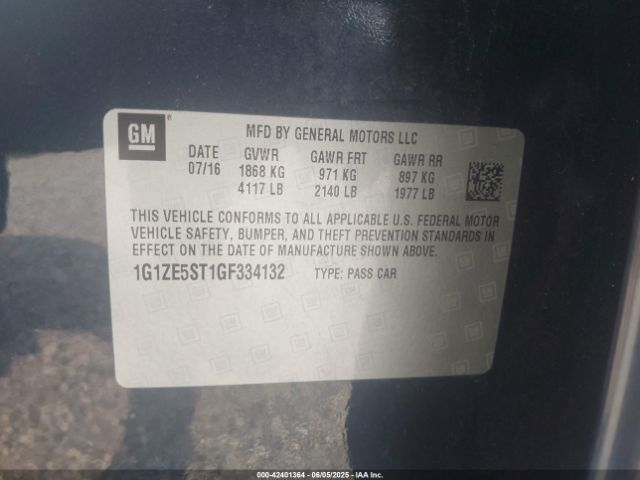 GM
MFD BY GENERAL MOTORS LLC
DATE GVWR GAWR FRT GAWR RR
07/16 1868 KG 971 KG 897 KG
4117 LB 2140 LB 1977 LB
THIS VEHICLE CONFORMS TO ALL APPLICABLE U.S. FEDERAL MOTOR
VEHICLE SAFETY, BUMPER, AND THEFT PREVENTION STANDARDS IN
EFFECT ON THE DATE OF MANUFACTURE SHOWN ABOVE.
1G1ZE5ST1GF334132 TYPE: PASS CAR
000-42401364 - 06/05/2025 - IAAI.com